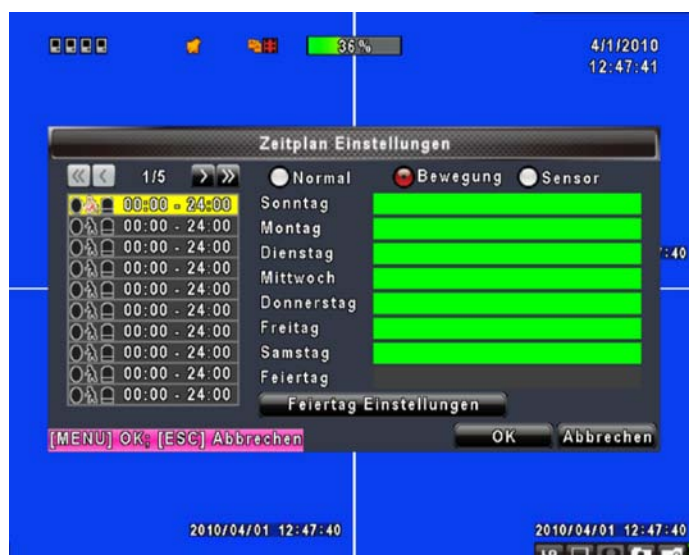 36%
4/1/2010
12:47:41
Zeitplan Einstellungen
1/5
Normal Bewegung Sensor
00:00 - 24:00 Sonntag
00:00 - 24:00 Montag
00:00 - 24:00 Dienstag
00:00 - 24:00 Mittwoch
00:00 - 24:00 Donnerstag
00:00 - 24:00 Freitag
00:00 - 24:00 Samstag
00:00 - 24:00 Feiertag
00:00 - 24:00
00:00 - 24:00
Feiertag Einstellungen
[MENU] OK; [ESC] Abbrechen
OK Abbrechen
:40
2010/04/01 12:47:40
2010/04/01 12:47:40